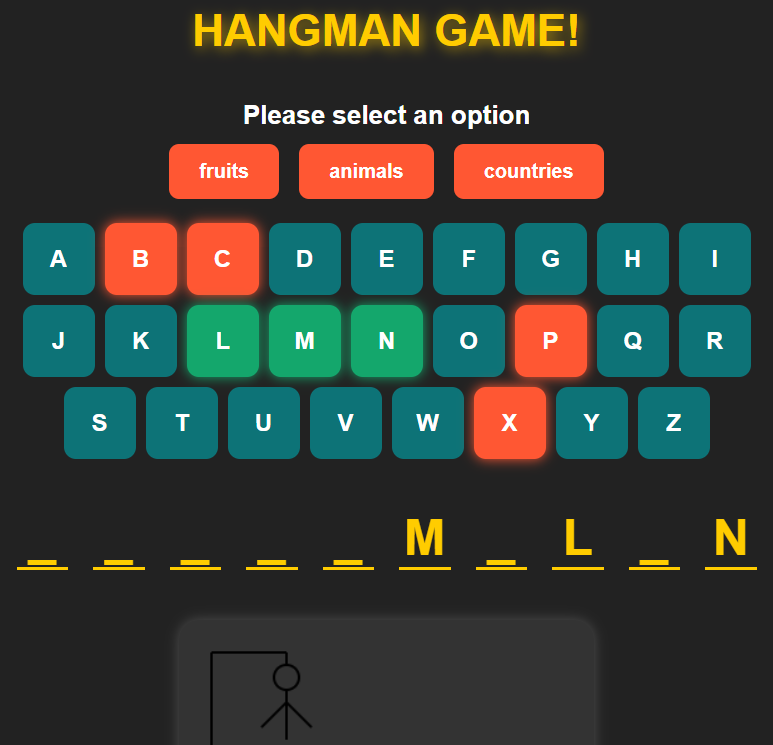 HANGMAN GAME!
Please select an option
fruits animals countries
A B C D E F G H I
J K L M N O P Q R
S T U V W X Y Z
_ _ _ _ _ M _ L _ N